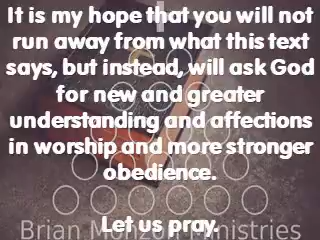 It is my hope that you will not
run away from what this text
says, but instead, will ask God
for new and greater
understanding and affections
in worship and more stronger
obedience.
Let us pray.
Brian Monzon Ministries